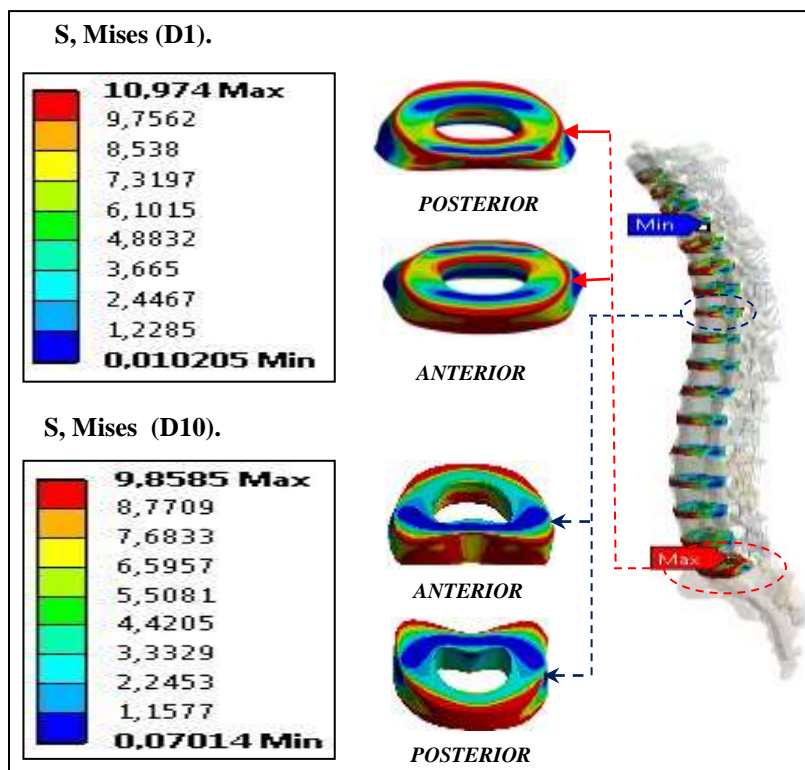 S, Mises (D1).
10,974 Max
9,7562
8,538
7,3197
6,1015
4,8832
3,665
2,4467
1,2285
0,010205 Min
POSTERIOR
ANTERIOR
Min
S, Mises (D10).
9,8585 Max
8,7709
7,6833
6,5957
5,5081
4,4205
3,3329
2,2453
1,1577
0,07014 Min
ANTERIOR
POSTERIOR
Max